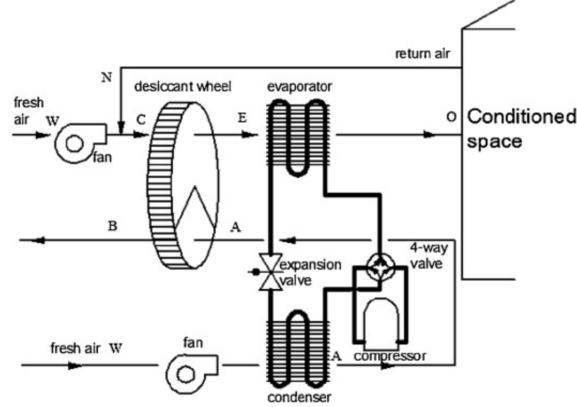 return air
N
desiccant wheel
evaporator
fresh
air
W
C
E
O
Conditioned
space
fan
B
A
4-way
valve
expansion
valve
fan
fresh air W
A
compressor
condenser